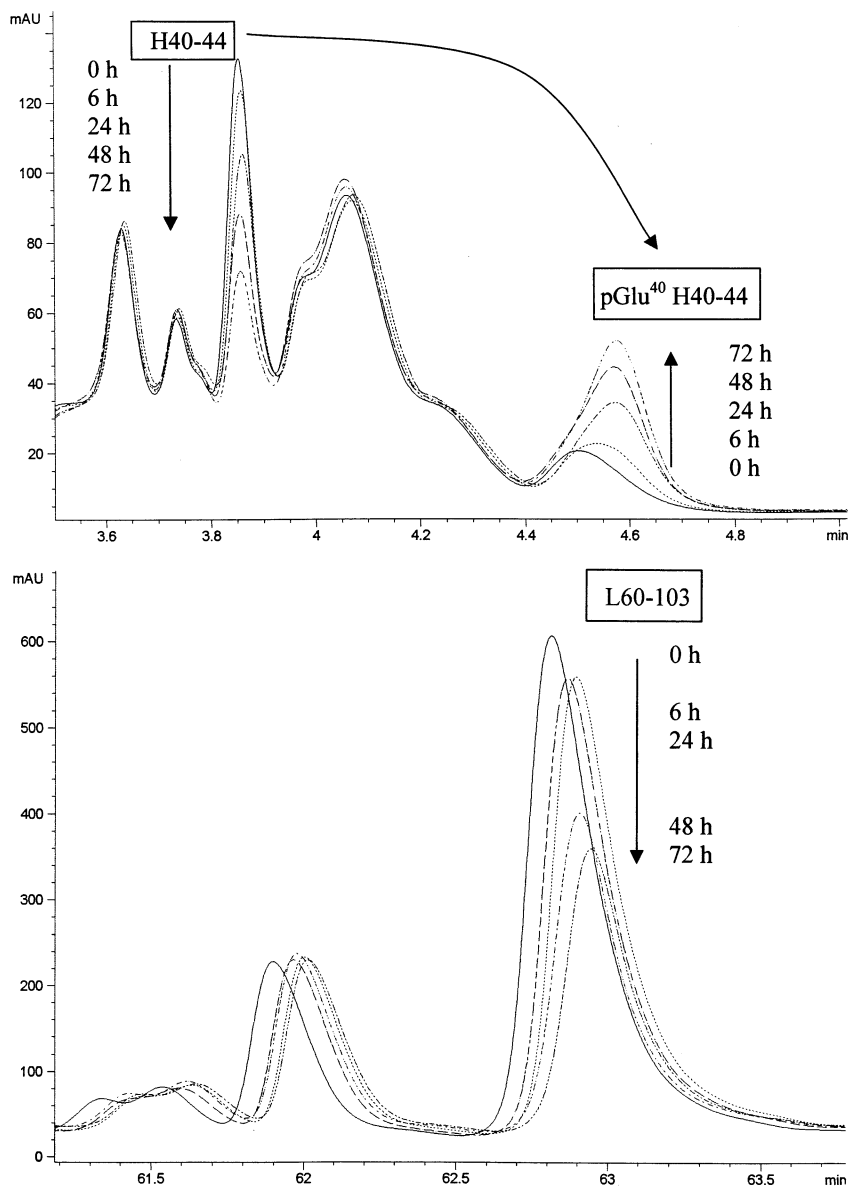 mAU
H40-44
0 h
6 h
24 h
48 h
72 h
120
100
80
60
40
20
pGlu⁴⁰ H40-44
72 h
48 h
24 h
6 h
0 h
3.6 3.8 4 4.2 4.4 4.6 4.8 min
mAU
L60-103
0 h
6 h
24 h
48 h
72 h
600
500
400
300
200
100
0
61.5 62 62.5 63 63.5 min